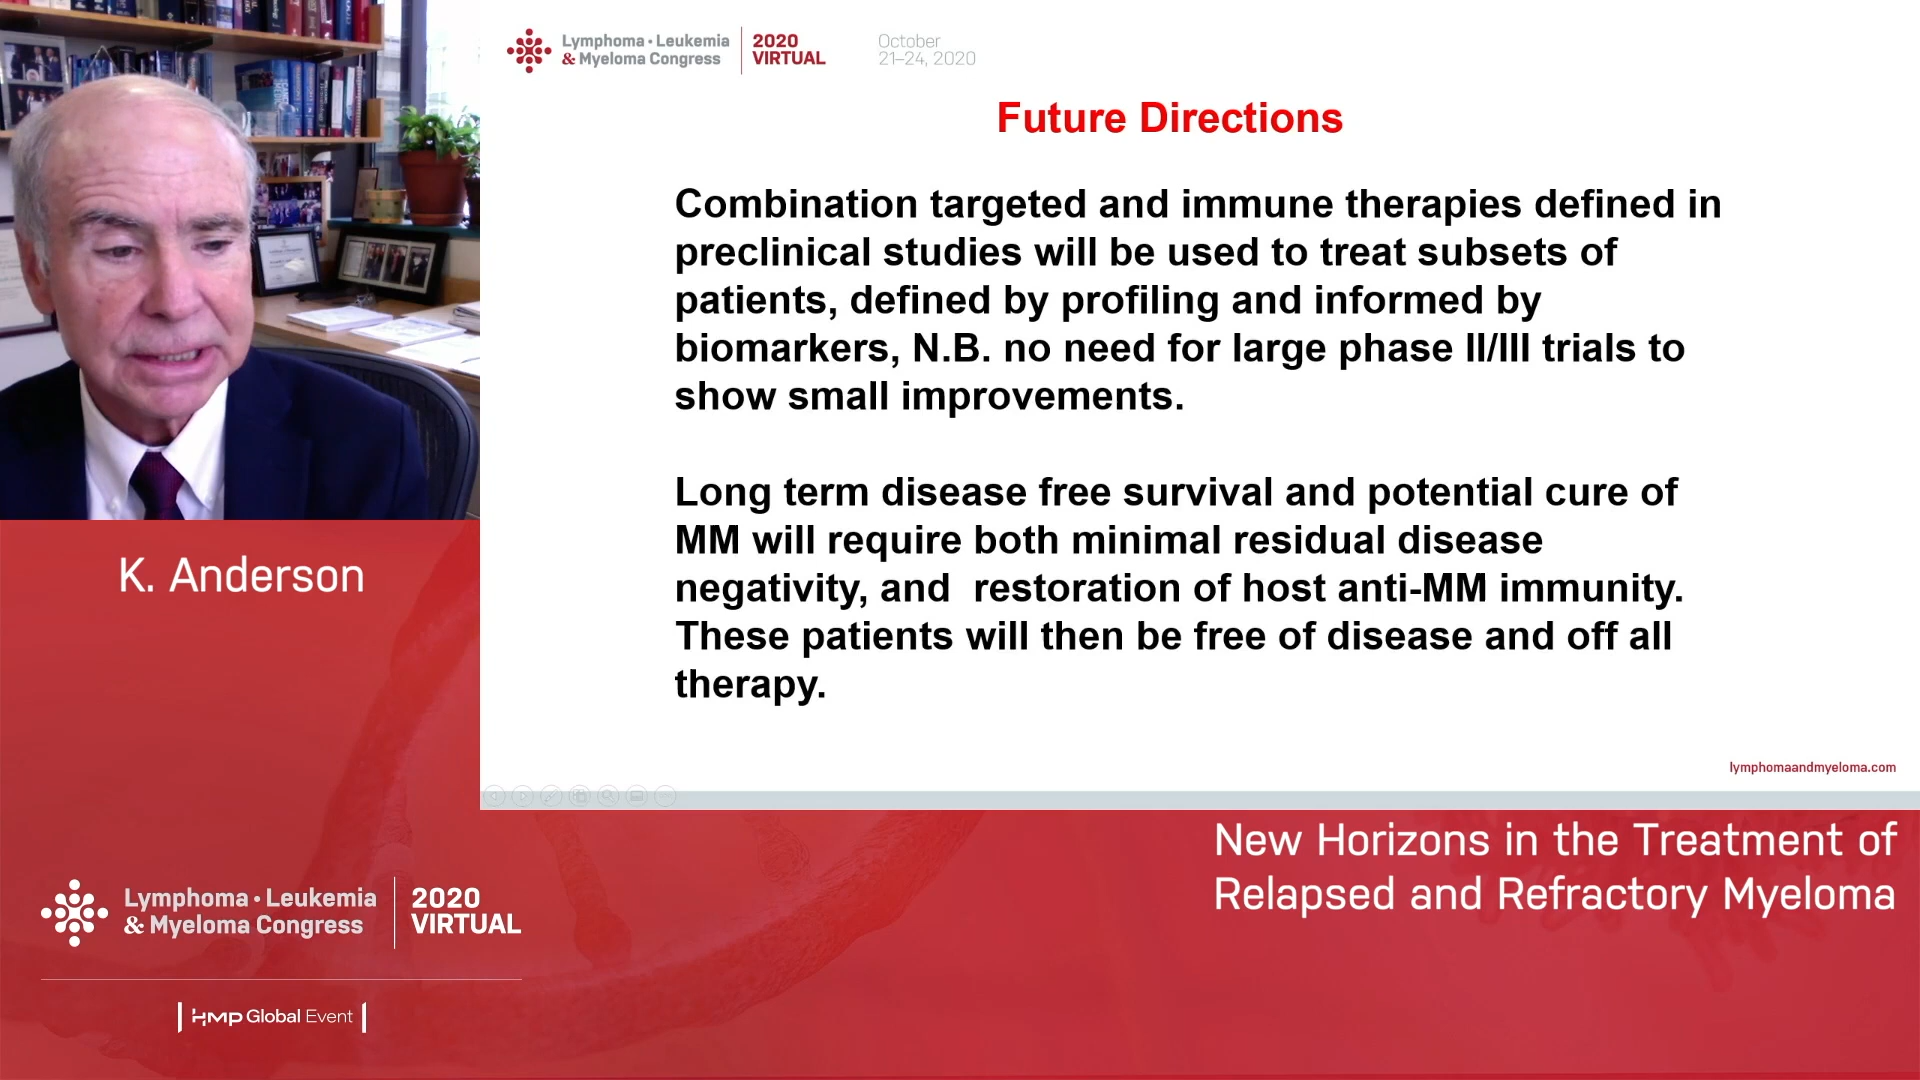 Lymphoma • Leukemia
& Myeloma Congress
2020
VIRTUAL
October
21–24, 2020
Future Directions
Combination targeted and immune therapies defined in
preclinical studies will be used to treat subsets of
patients, defined by profiling and informed by
biomarkers, N.B. no need for large phase II/III trials to
show small improvements.
Long term disease free survival and potential cure of
MM will require both minimal residual disease
negativity, and  restoration of host anti-MM immunity.
These patients will then be free of disease and off all
therapy.
lymphomaandmyeloma.com
K. Anderson
New Horizons in the Treatment of
Relapsed and Refractory Myeloma
Lymphoma • Leukemia
& Myeloma Congress
2020
VIRTUAL
HMP Global Event